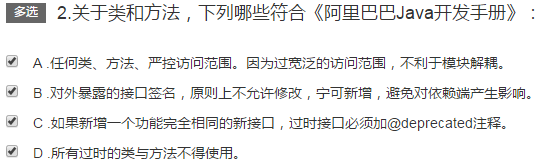 多选 2.关于类和方法，下列哪些符合《阿里巴巴Java开发手册》：
A .任何类、方法、严控访问范围。因为过宽泛的访问范围，不利于模块解耦。
B .对外暴露的接口签名，原则上不允许修改，宁可新增，避免对依赖端产生影响。
C .如果新增一个功能完全相同的新接口，过时接口必须加@deprecated注释。
D .所有过时的类与方法不得使用。